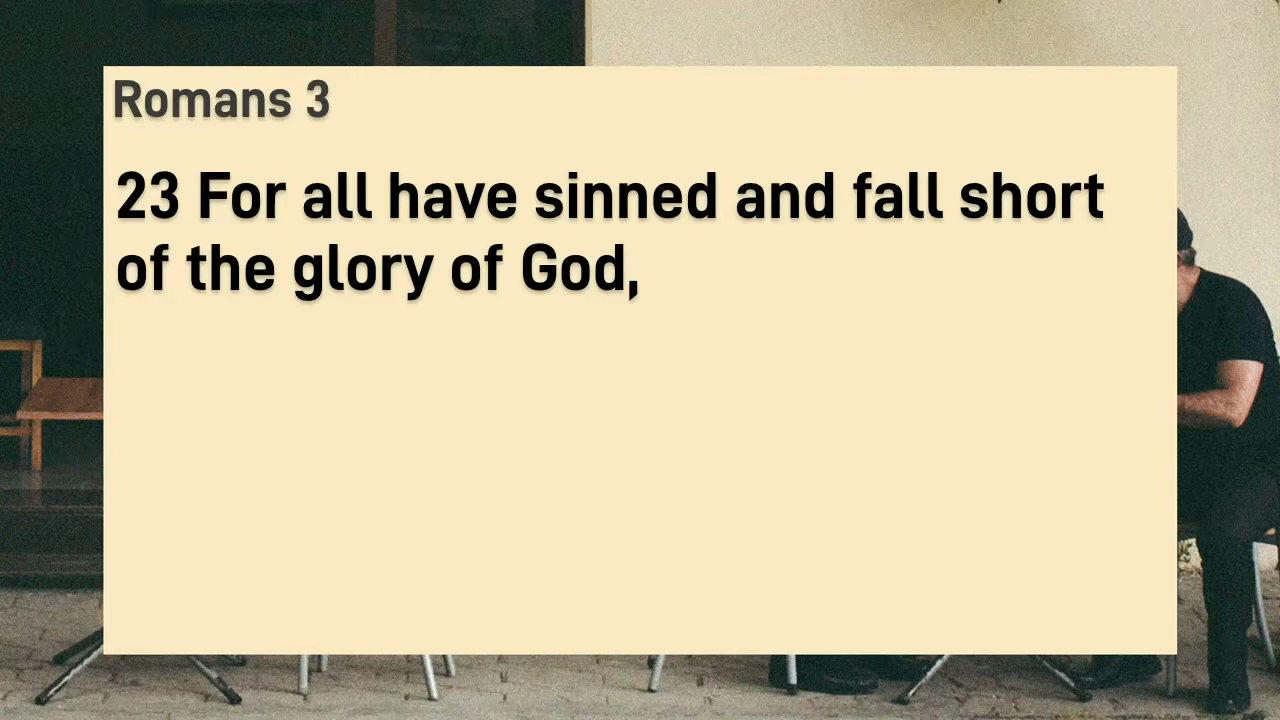 Romans 3
23 For all have sinned and fall short
of the glory of God,